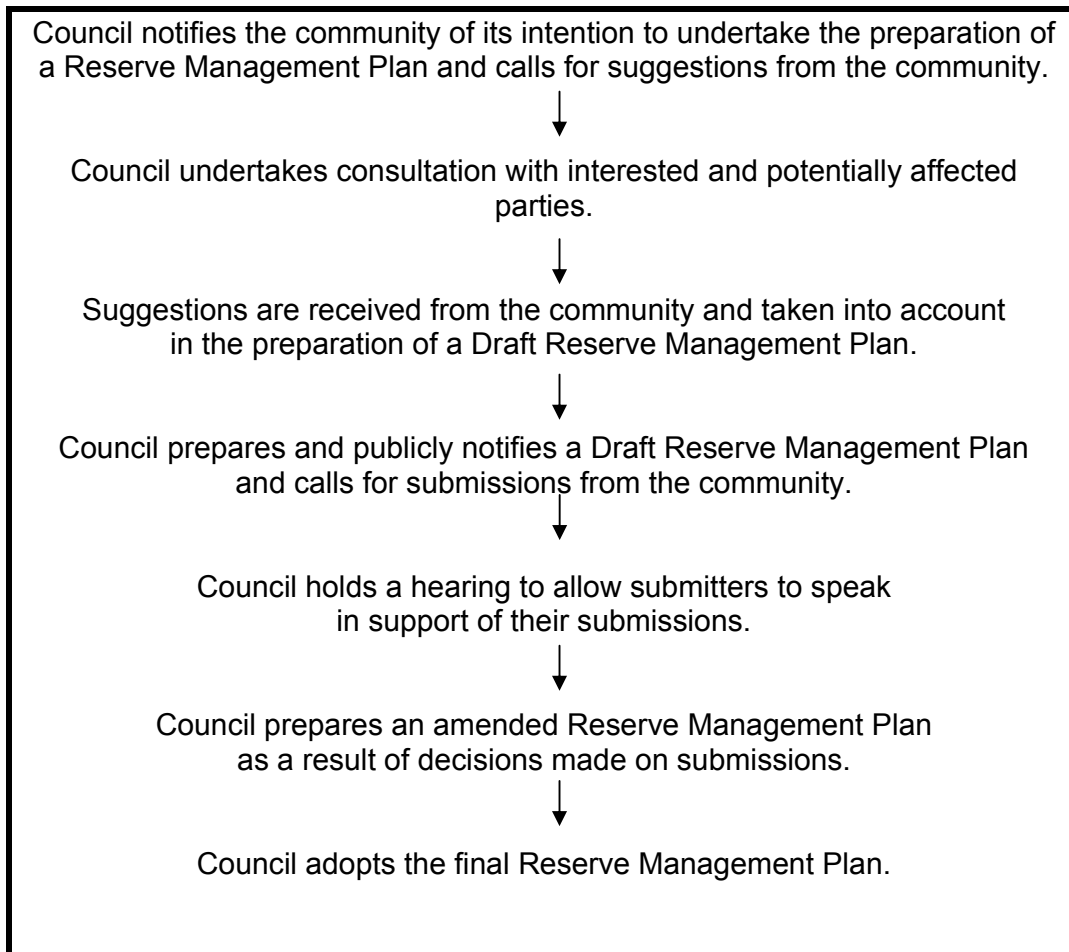 Council notifies the community of its intention to undertake the preparation of
a Reserve Management Plan and calls for suggestions from the community.
Council undertakes consultation with interested and potentially affected
parties.
Suggestions are received from the community and taken into account
in the preparation of a Draft Reserve Management Plan.
Council prepares and publicly notifies a Draft Reserve Management Plan
and calls for submissions from the community.
Council holds a hearing to allow submitters to speak
in support of their submissions.
Council prepares an amended Reserve Management Plan
as a result of decisions made on submissions.
Council adopts the final Reserve Management Plan.